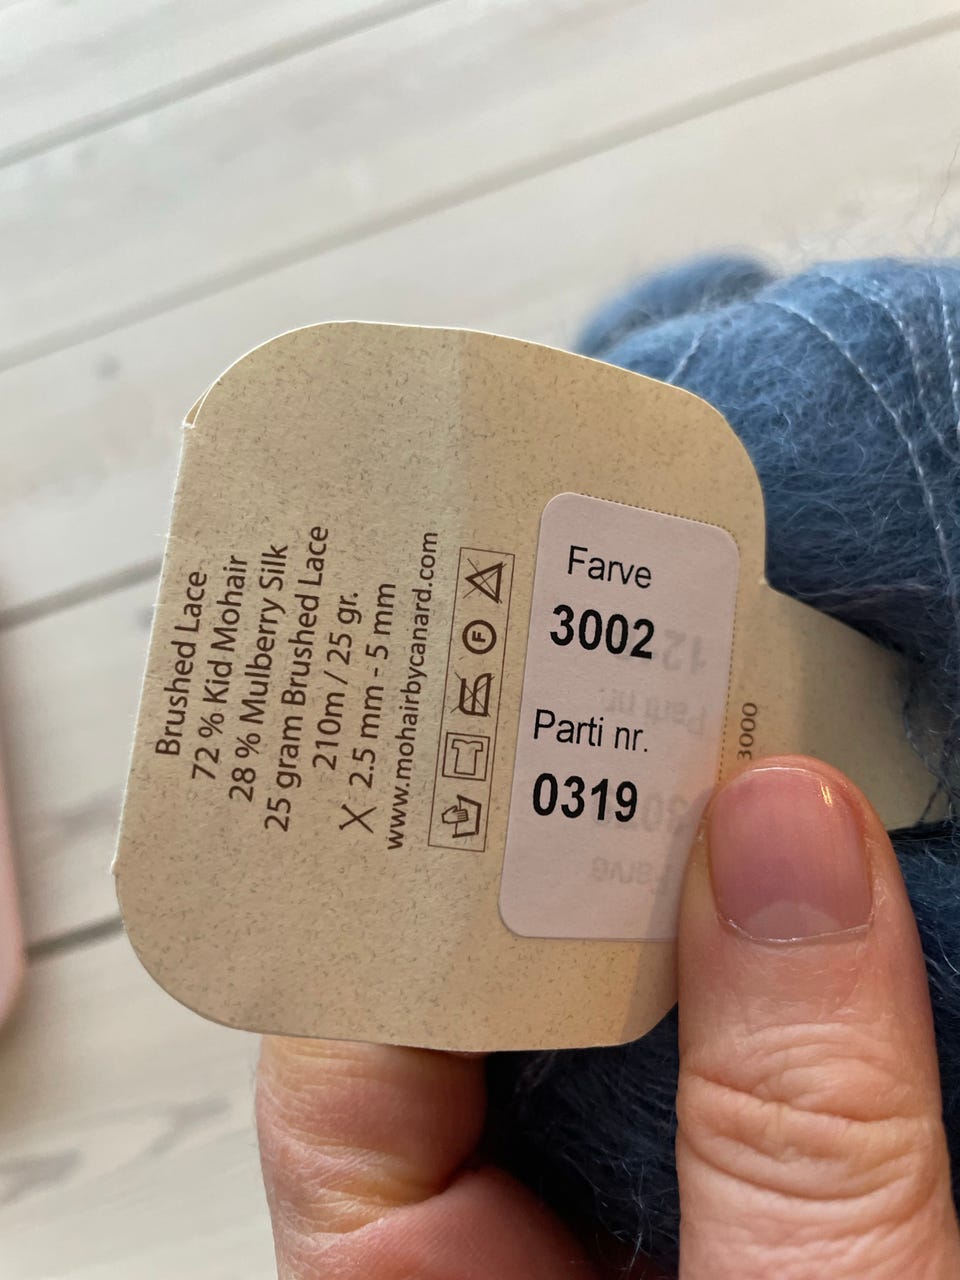 Brushed Lace
72 % Kid Mohair
28 % Mulberry Silk
25 gram Brushed Lace
210m / 25 gr.
X 2.5 mm - 5 mm
www.mohairbycanard.com
F
Farve
3002
Parti nr.
0319
3000